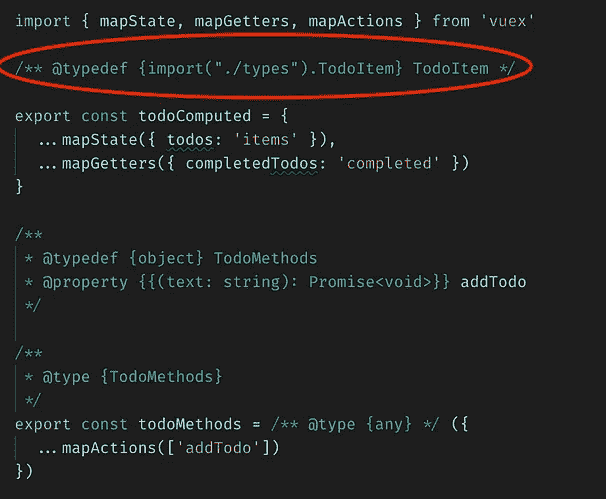 import { mapState, mapGetters, mapActions } from 'vuex'
/** @typedef {import("./types").TodoItem} TodoItem */
export const todoComputed = {
  …mapState({ todos: 'items' }),
  …mapGetters({ completedTodos: 'completed' })
}
/**
 * @typedef {object} TodoMethods
 * @property {{(text: string): Promise<void>}} addTodo
 */
/**
 * @type {TodoMethods}
 */
export const todoMethods = /** @type {any} */ ({
  …mapActions(['addTodo'])
})